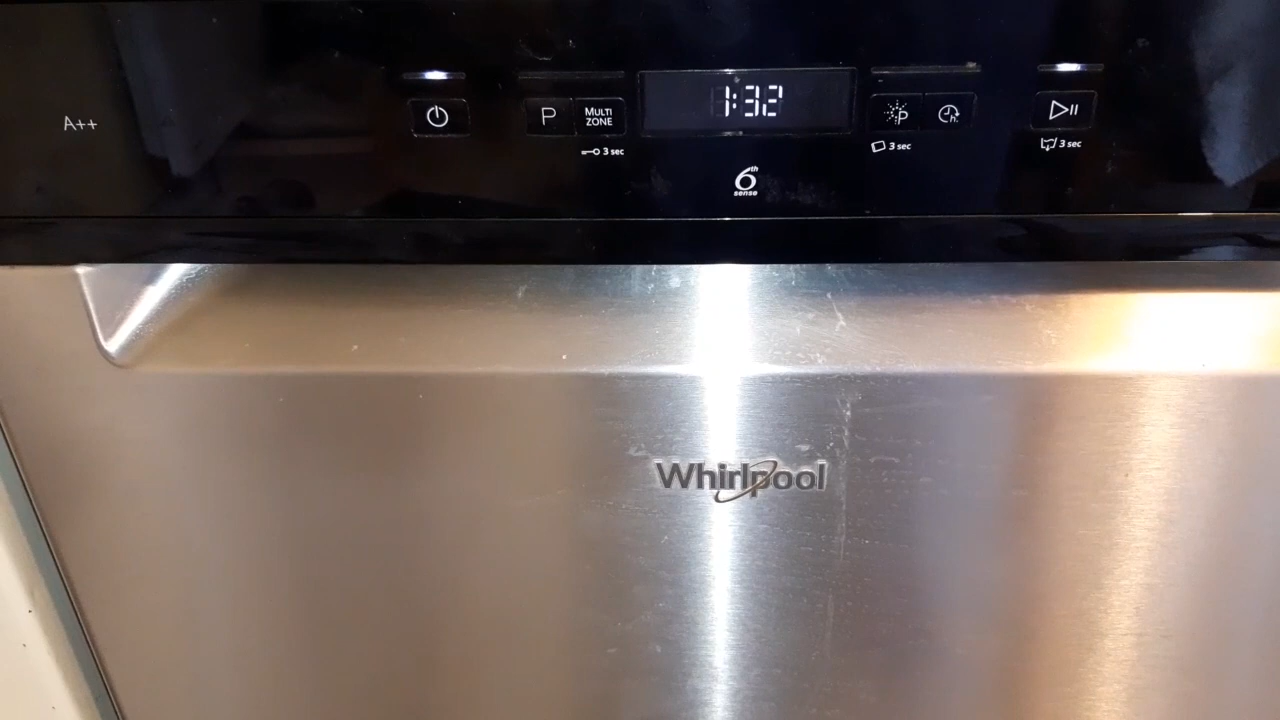 A++
P
MULTI
ZONE
1:32
P
h
3 sec
3 sec
3 sec
6th
sense
Whirlpool